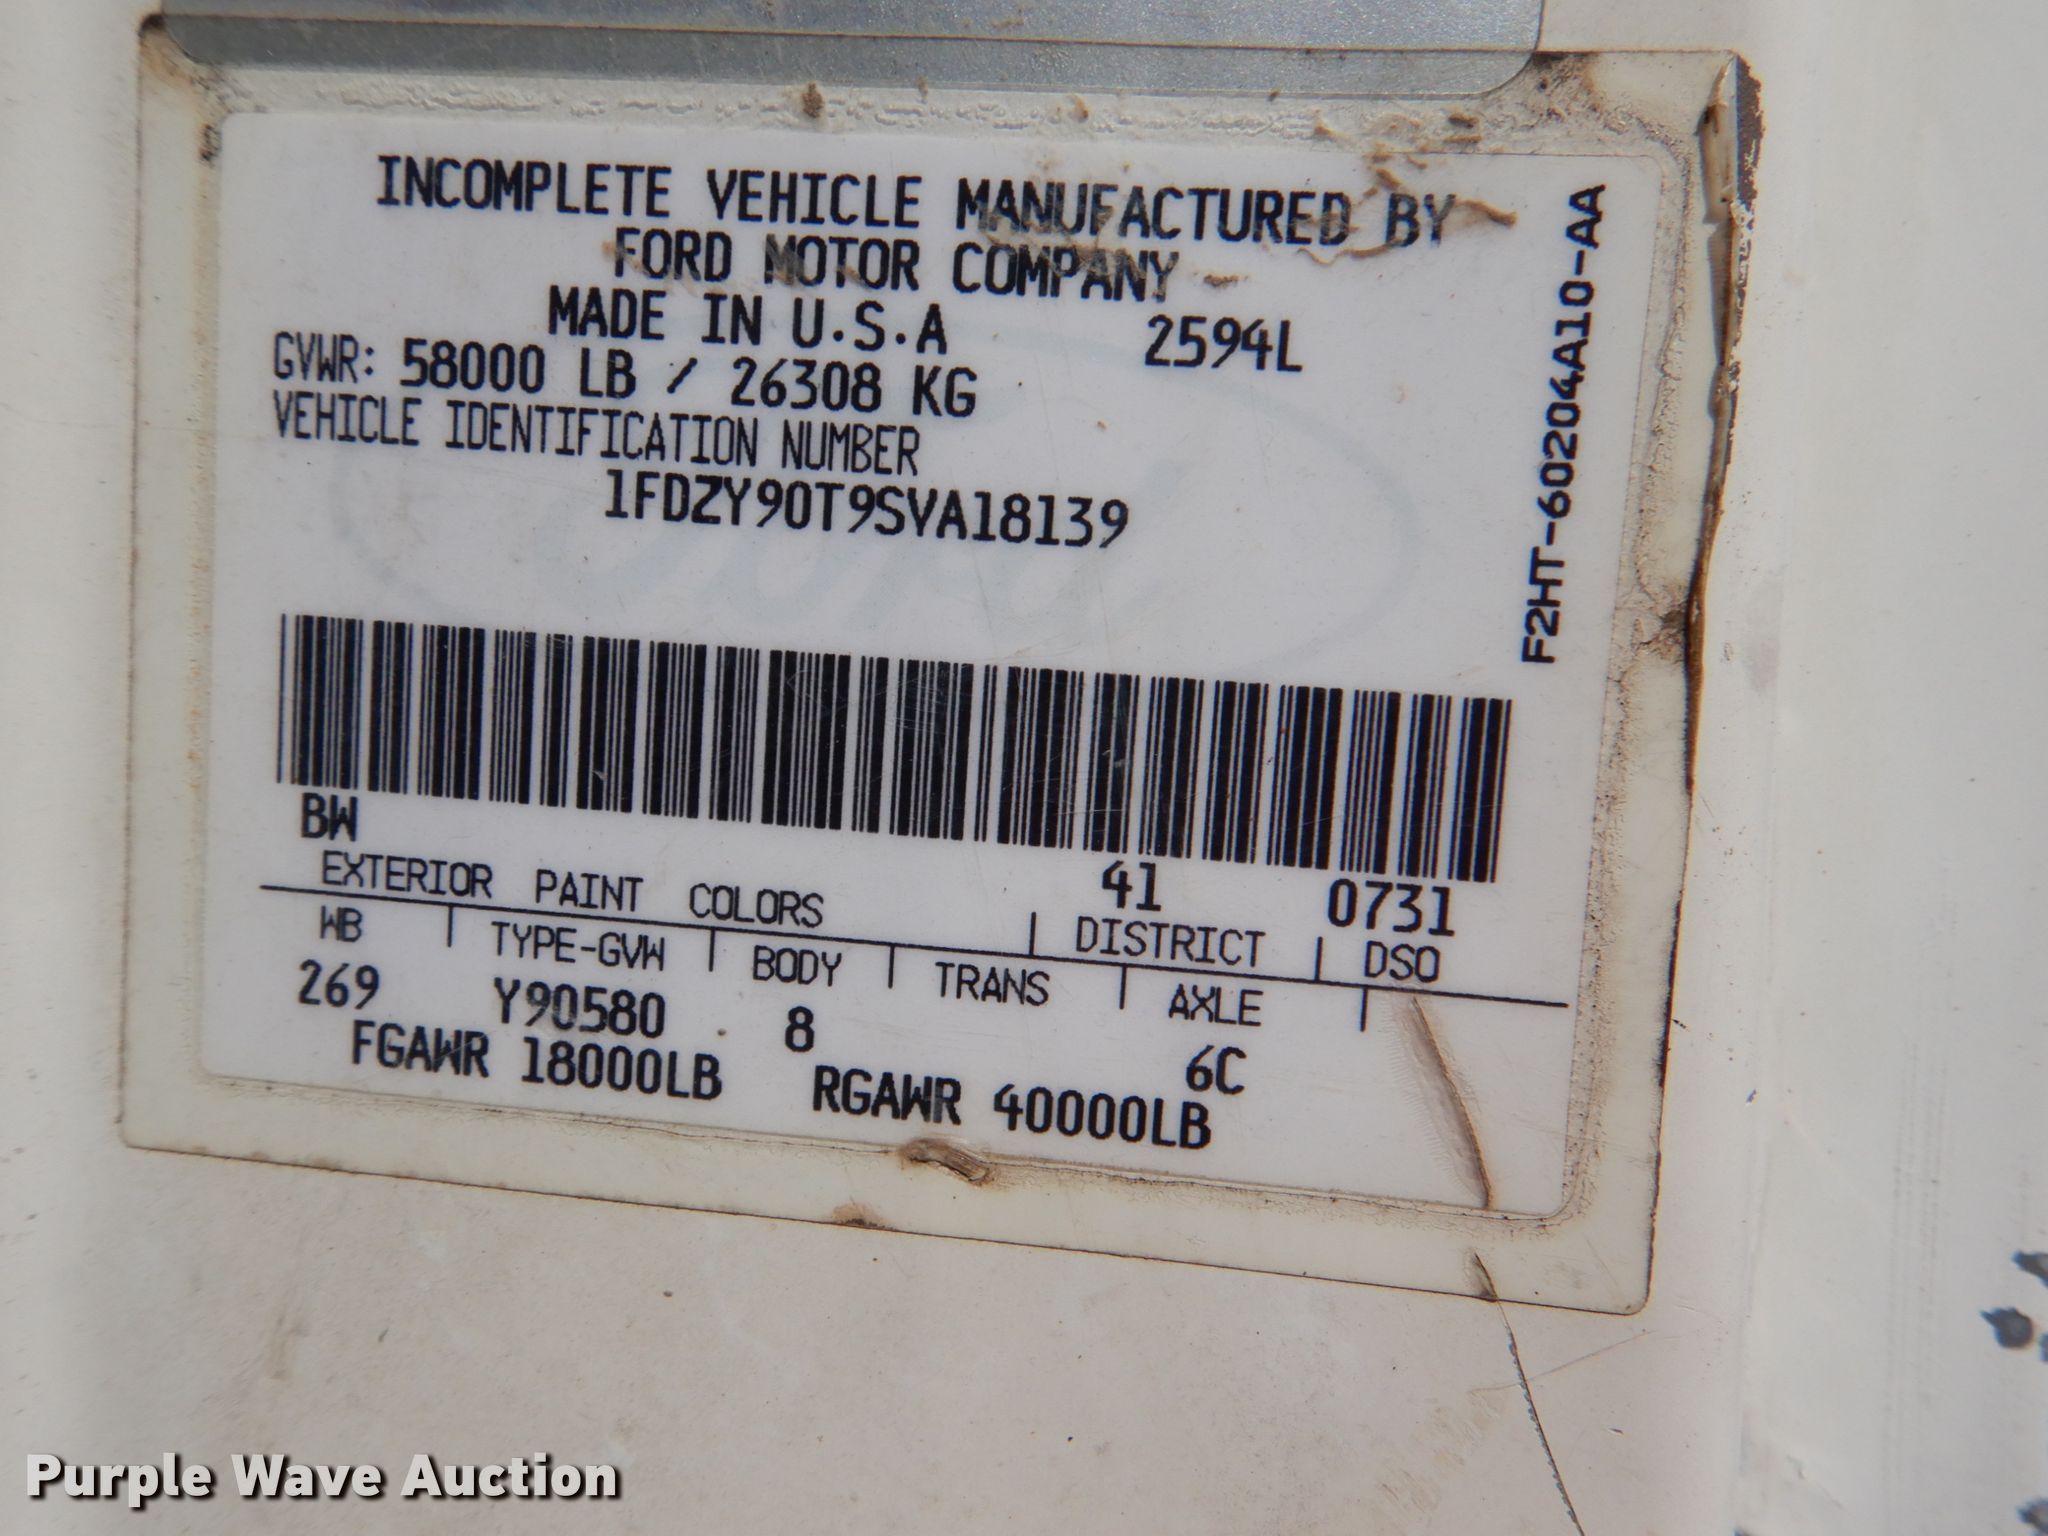 INCOMPLETE VEHICLE MANUFACTURED BY
FORD MOTOR COMPANY
MADE IN U.S.A 2594L
GVWR: 58000 LB / 26308 KG
VEHICLE IDENTIFICATION NUMBER
1FDZY90T9SVA18139
F2HT-60204A10-AA
BW 41 0731
EXTERIOR PAINT COLORS DISTRICT DSO
WB TYPE-GVW BODY TRANS AXLE
269 Y90580 8 6C
FGAWR 18000LB RGAWR 40000LB
Purple Wave Auction